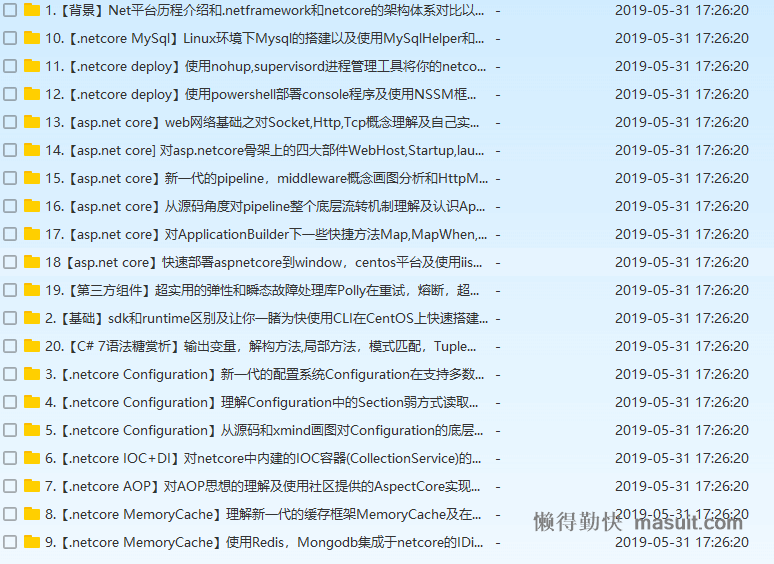 1.【背景】Net平台历程介绍和.netframework和netcore的架构体系对比以... - 2019-05-31 17:26:20
10.【.netcore MySql】Linux环境下Mysql的搭建以及使用MySqlHelper和... - 2019-05-31 17:26:20
11.【.netcore deploy】使用nohup,supervisord进程管理工具将你的netco... - 2019-05-31 17:26:20
12.【.netcore deploy】使用powershell部署console程序及使用NSSM框... - 2019-05-31 17:26:20
13.【asp.net core】web网络基础之对Socket,Http,Tcp概念理解及自己实... - 2019-05-31 17:26:20
14.【asp.net core] 对asp.netcore骨架上的四大部件WebHost,Startup,lau... - 2019-05-31 17:26:20
15.【asp.net core】新一代的pipeline，middleware概念画图分析和HttpM... - 2019-05-31 17:26:20
16.【asp.net core】从源码角度对pipeline整个底层流转机制理解及认识Ap... - 2019-05-31 17:26:20
17.【asp.net core】对ApplicationBuilder下一些快捷方法Map,MapWhen,... - 2019-05-31 17:26:20
18【asp.net core】快速部署aspnetcore到window，centos平台及使用iis... - 2019-05-31 17:26:20
19.【第三方组件】超实用的弹性和瞬态故障处理库Polly在重试，熔断，超... - 2019-05-31 17:26:20
2.【基础】sdk和runtime区别及让你一睹为快使用CLI在CentOS上快速搭建... - 2019-05-31 17:26:20
20.【C# 7语法糖赏析】输出变量，解构方法,局部方法，模式匹配，Tuple... - 2019-05-31 17:26:20
3.【.netcore Configuration】新一代的配置系统Configuration在支持多数... - 2019-05-31 17:26:20
4.【.netcore Configuration】理解Configuration中的Section弱方式读取... - 2019-05-31 17:26:20
5.【.netcore Configuration】从源码和xmind画图对Configuration的底层... - 2019-05-31 17:26:20
6.【.netcore IOC+DI】对netcore中内建的IOC容器(CollectionService)的... - 2019-05-31 17:26:20
7.【.netcore AOP】对AOP思想的理解及使用社区提供的AspectCore实现... - 2019-05-31 17:26:20
8.【.netcore MemoryCache】理解新一代的缓存框架MemoryCache及在... - 2019-05-31 17:26:20
懒得勤快 masuit.com
9.【.netcore MemoryCache】使用Redis，Mongodb集成于netcore的IDi... - 2019-05-31 17:26:20